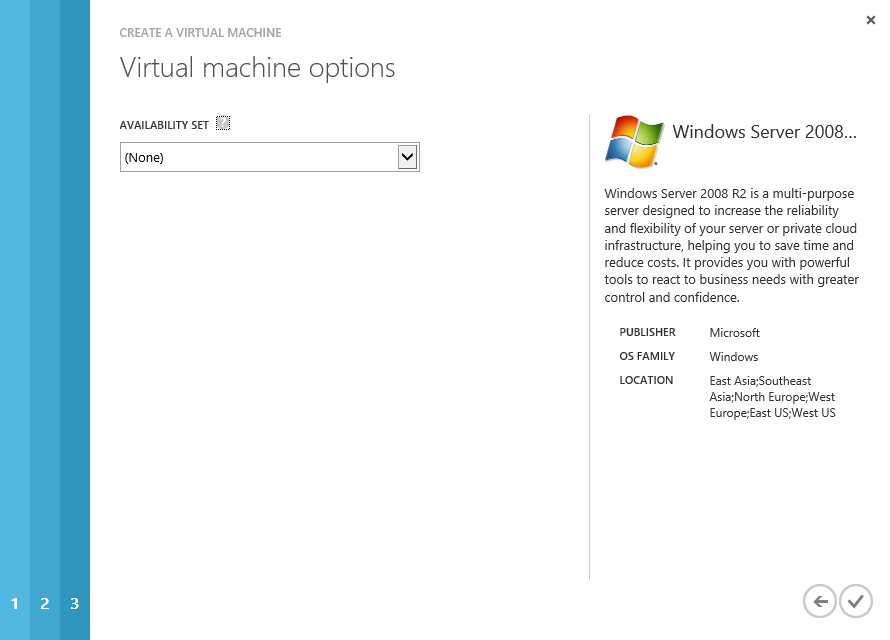 CREATE A VIRTUAL MACHINE
Virtual machine options
AVAILABILITY SET
(None)
Windows Server 2008...
Windows Server 2008 R2 is a multi-purpose
server designed to increase the reliability
and flexibility of your server or private cloud
infrastructure, helping you to save time and
reduce costs. It provides you with powerful
tools to react to business needs with greater
control and confidence.
PUBLISHER Microsoft
OS FAMILY Windows
LOCATION East Asia;Southeast
Asia;North Europe;West
Europe;East US;West US
1 2 3